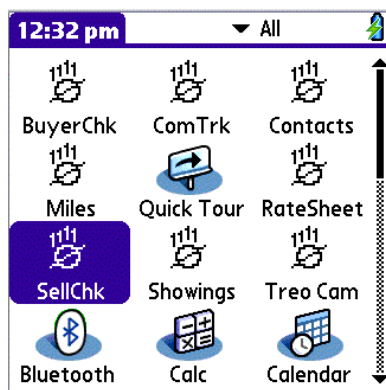 12:32 pm All
BuyerChk ComTrk Contacts
Miles Quick Tour RateSheet
SellChk Showings Treo Cam
Bluetooth Calc Calendar